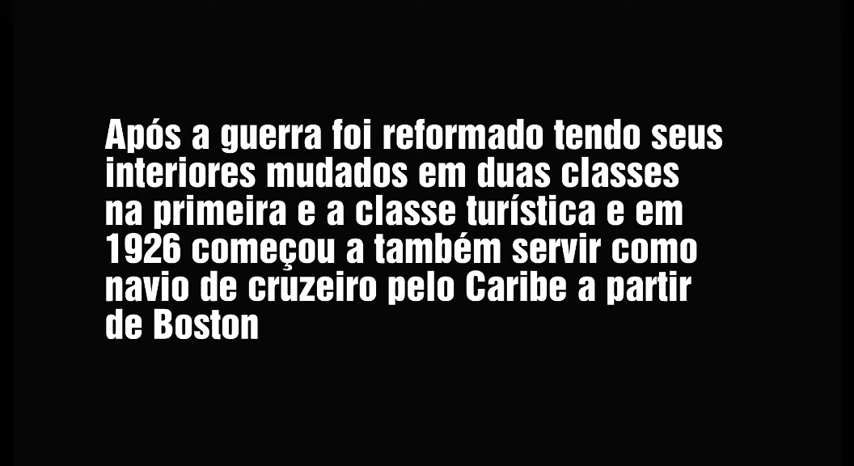 Após a guerra foi reformado tendo seus
interiores mudados em duas classes
na primeira e a classe turística e em
1926 começou a também servir como
navio de cruzeiro pelo Caribe a partir
de Boston